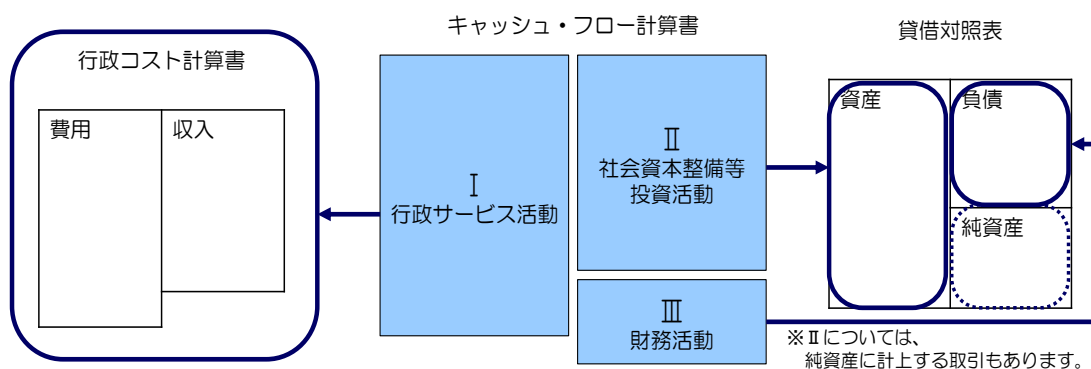 キャッシュ・フロー計算書
行政コスト計算書
貸借対照表
費用
収入
Ⅰ
行政サービス活動
Ⅱ
社会資本整備等
投資活動
Ⅲ
財務活動
資産
負債
純資産
※Ⅱについては、
純資産に計上する取引もあります。